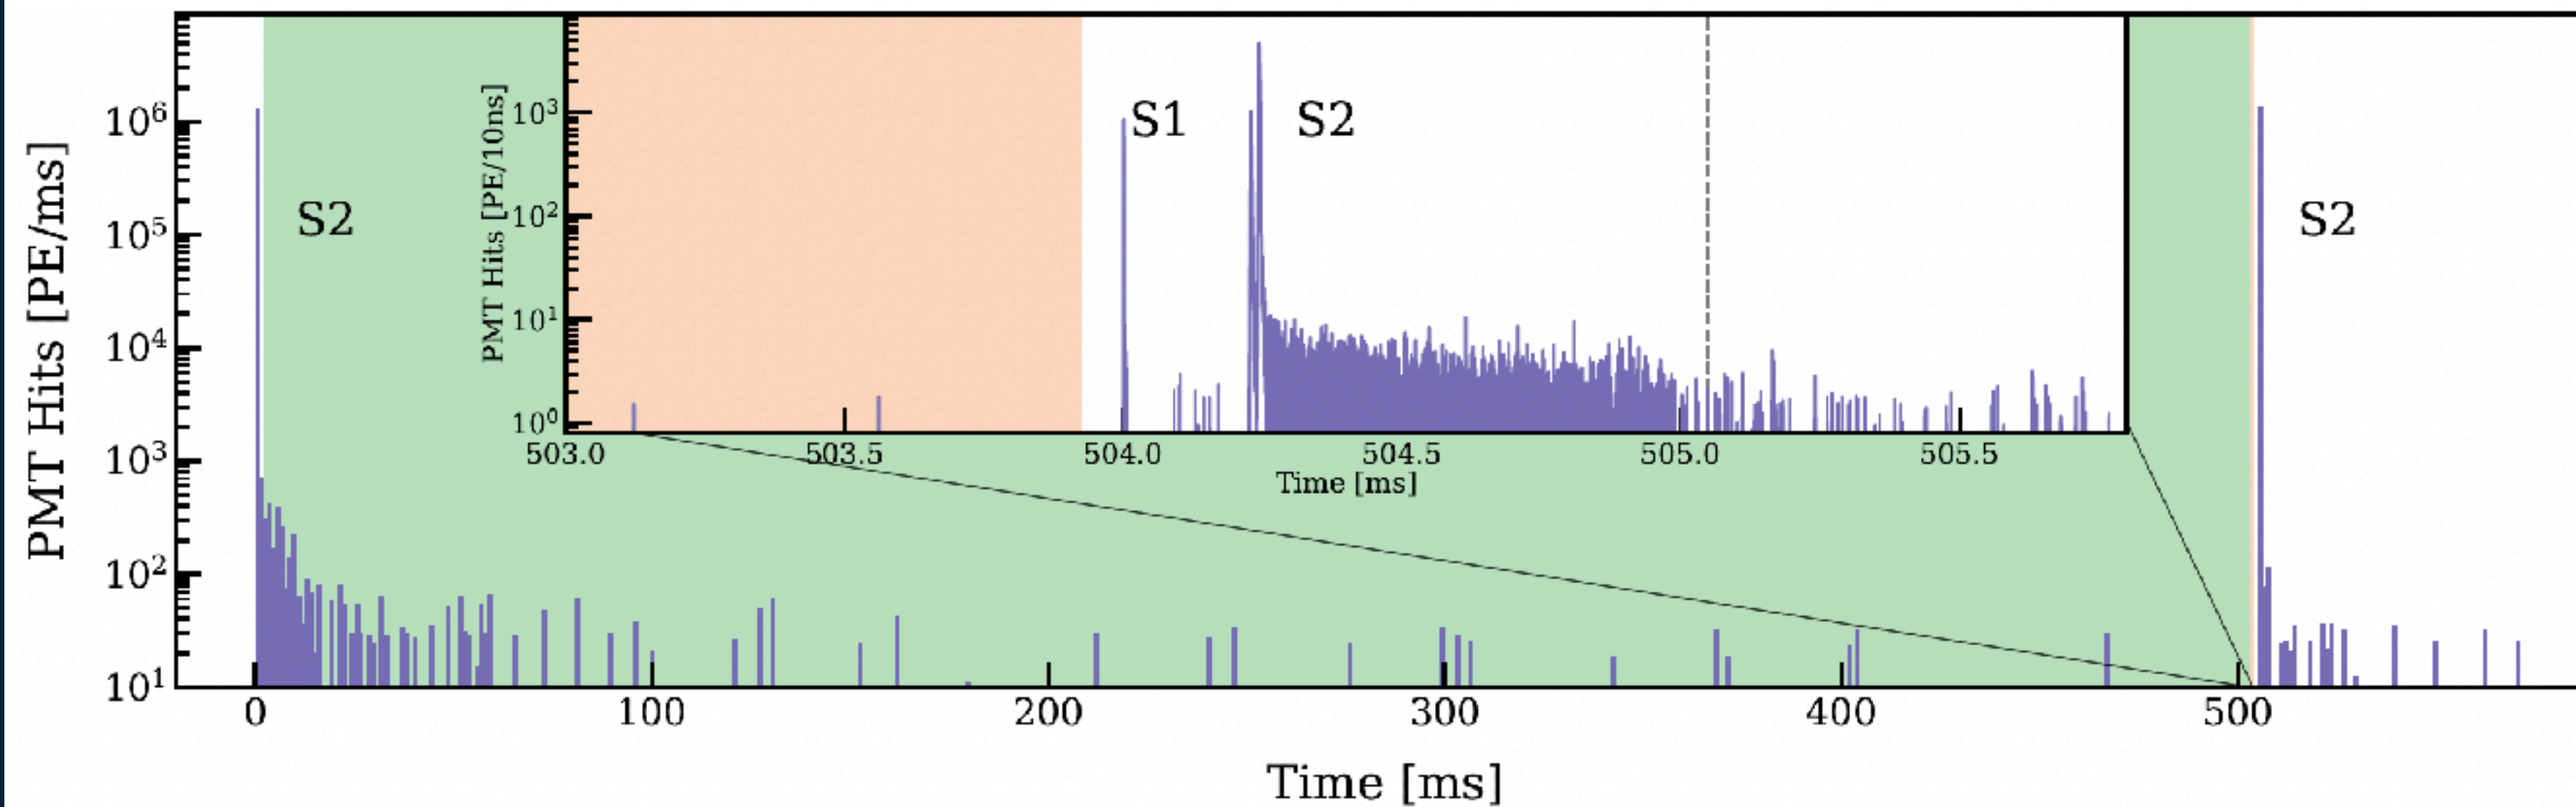 PMT Hits [PE/ms]
10⁶
10⁵
10⁴
10³
10²
10¹
S2
PMT Hits [PE/10ns]
10³
10²
10¹
10⁰
S1
S2
503.0 503.5 504.0 504.5 505.0 505.5
Time [ms]
S2
0 100 200 300 400 500
Time [ms]